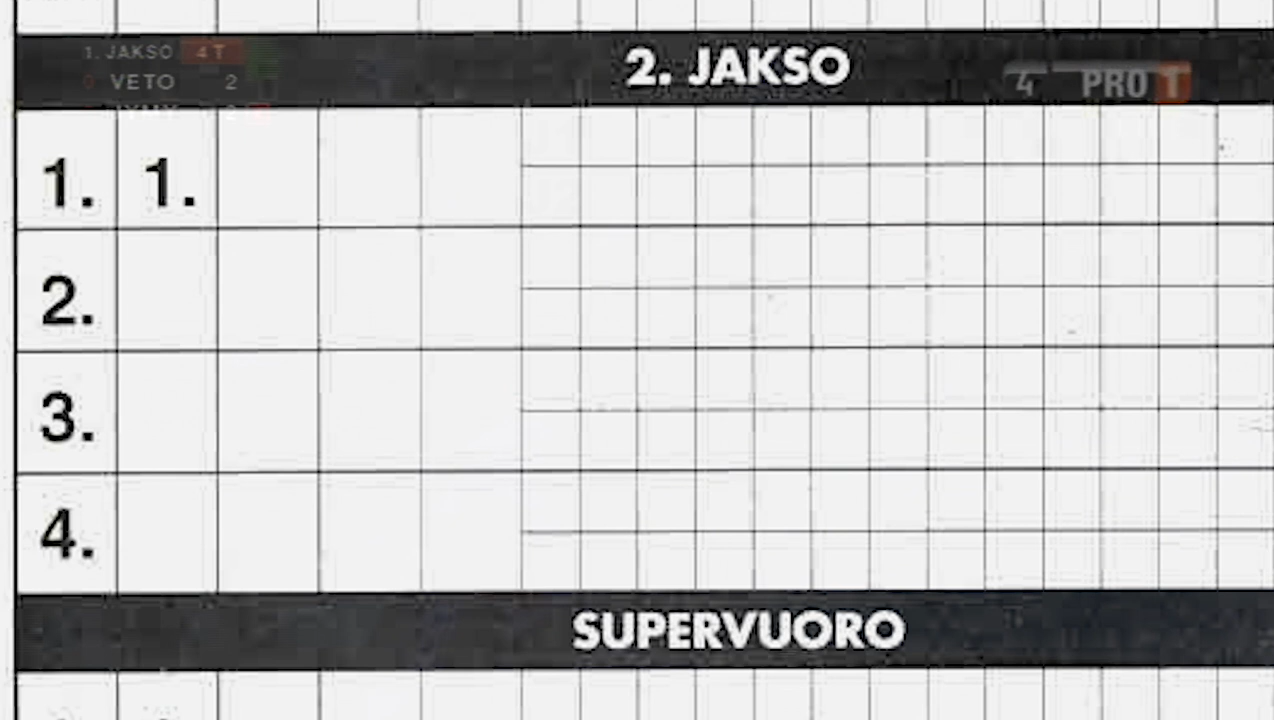 1. JAKSO 4 T
VETO 2
2. JAKSO
4 PRO T
1. 1.
2.
3.
4.
SUPERVUORO